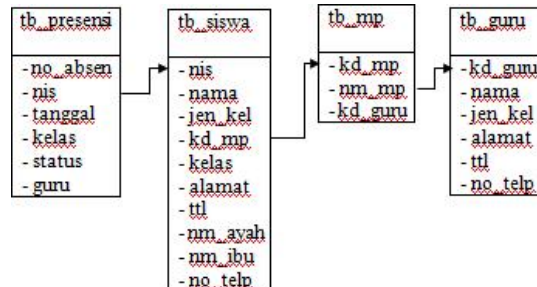 tb_presensi
- no_absen
- nis
- tanggal
- kelas
- status
- guru
tb_siswa
- nis
- nama
- jen_kel
- kd_mp
- kelas
- alamat
- ttl
- nm_ayah
- nm_ibu
- no_telp
tb_mp
- kd_mp
- nm_mp
- kd_guru
tb_guru
- kd_guru
- nama
- jen_kel
- alamat
- ttl
- no_telp